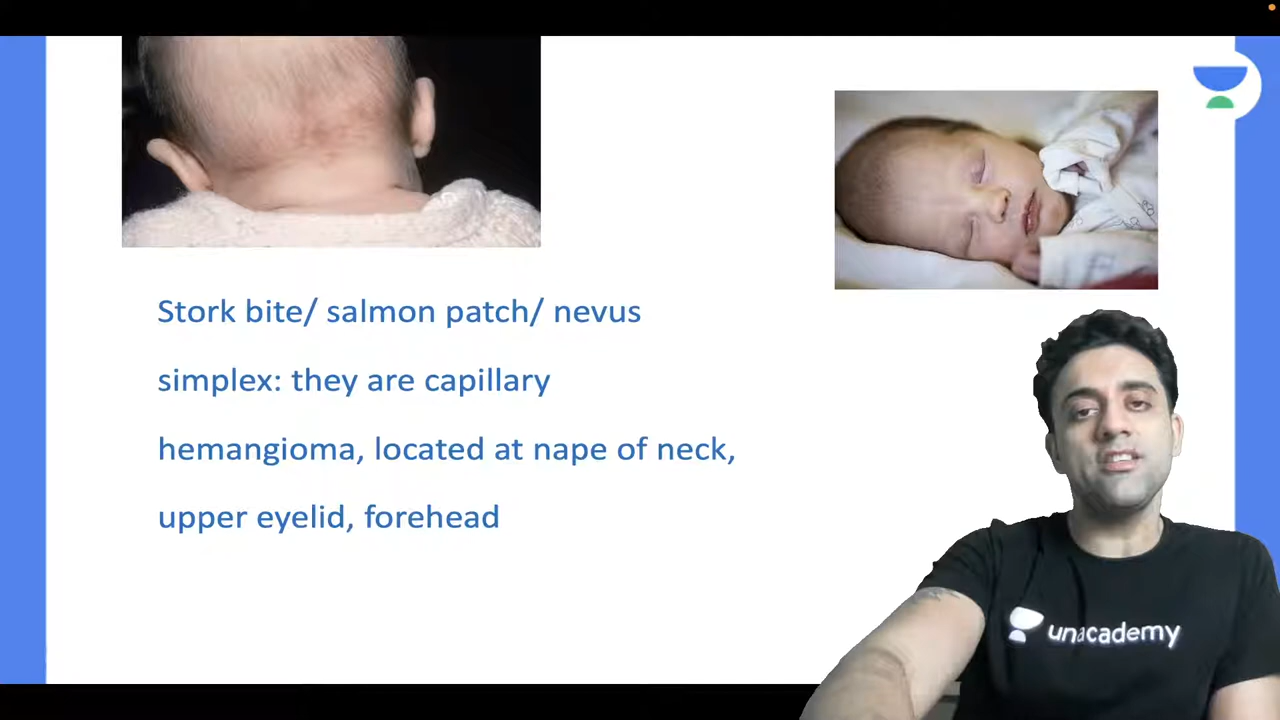 Stork bite/ salmon patch/ nevus
simplex: they are capillary
hemangioma, located at nape of neck,
upper eyelid, forehead
unacademy